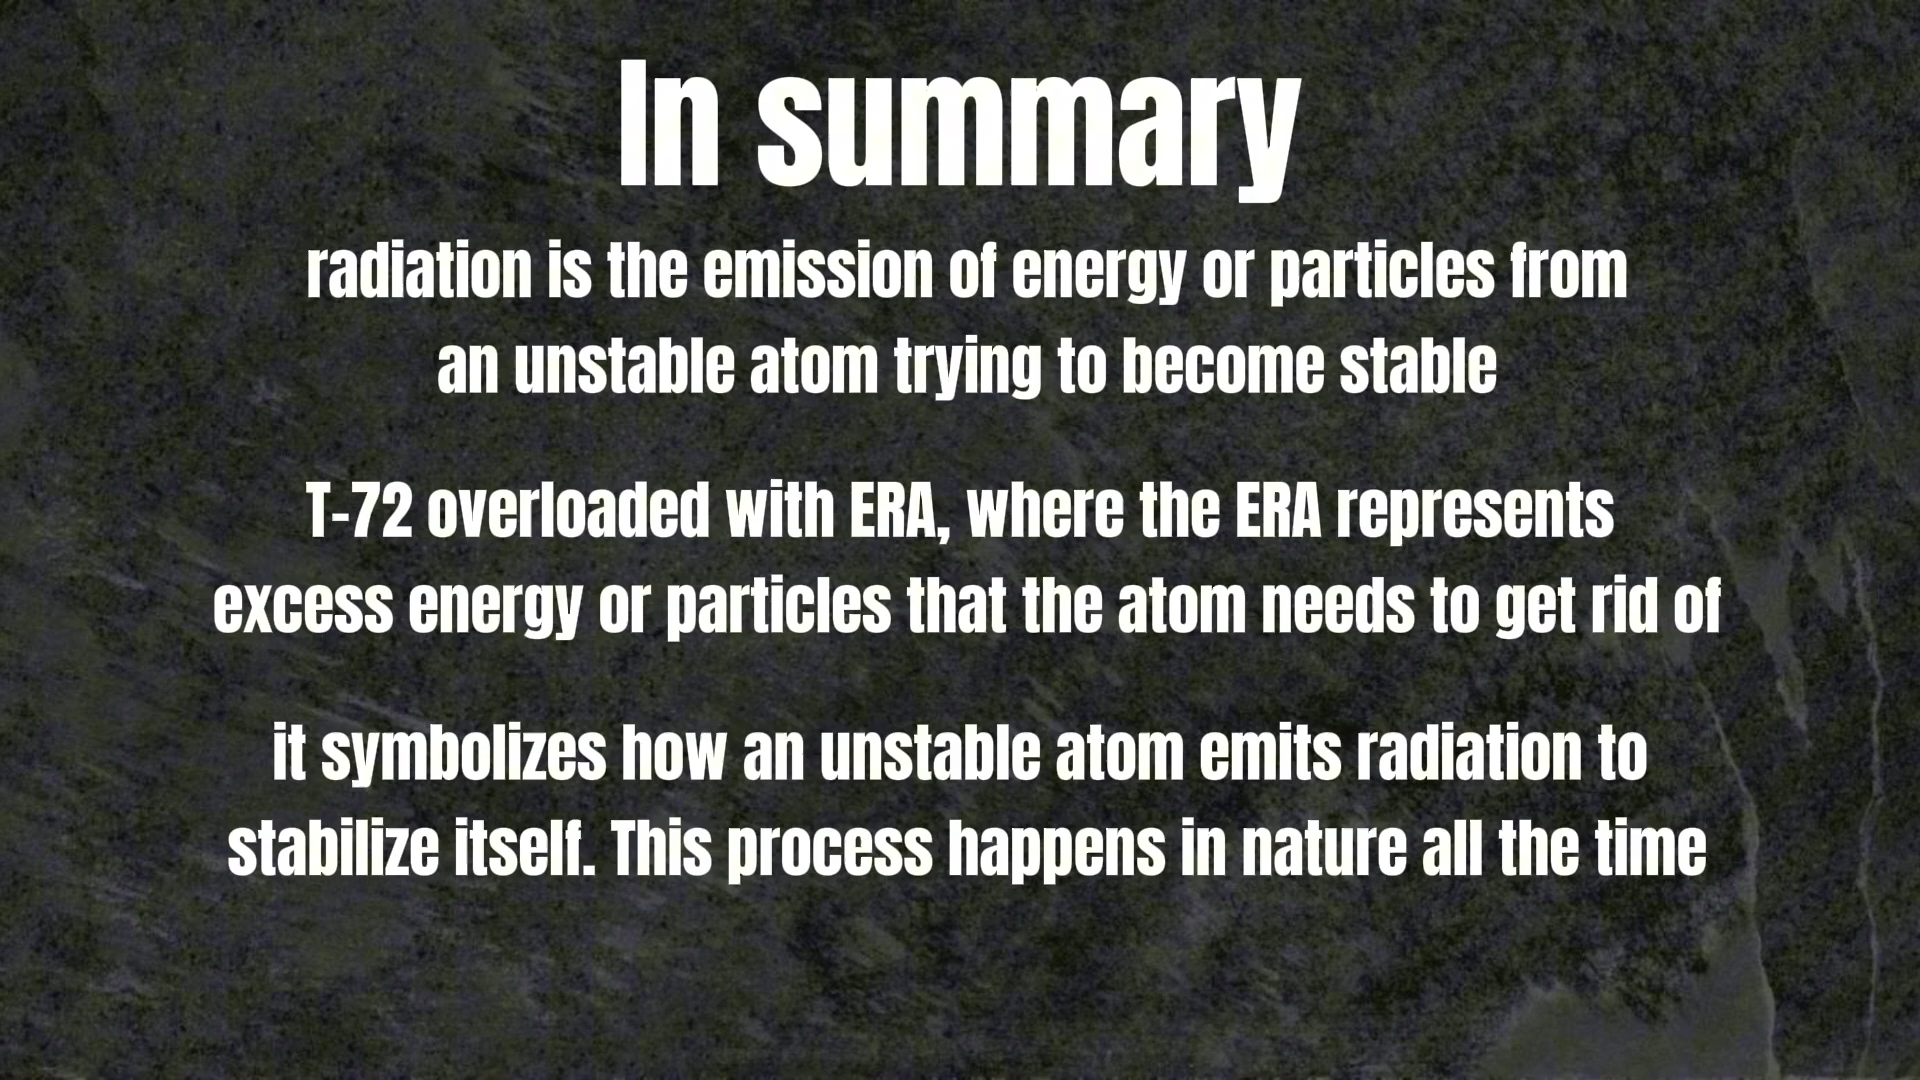 In summary
radiation is the emission of energy or particles from
an unstable atom trying to become stable
T-72 overloaded with ERA, where the ERA represents
excess energy or particles that the atom needs to get rid of
it symbolizes how an unstable atom emits radiation to
stabilize itself. This process happens in nature all the time